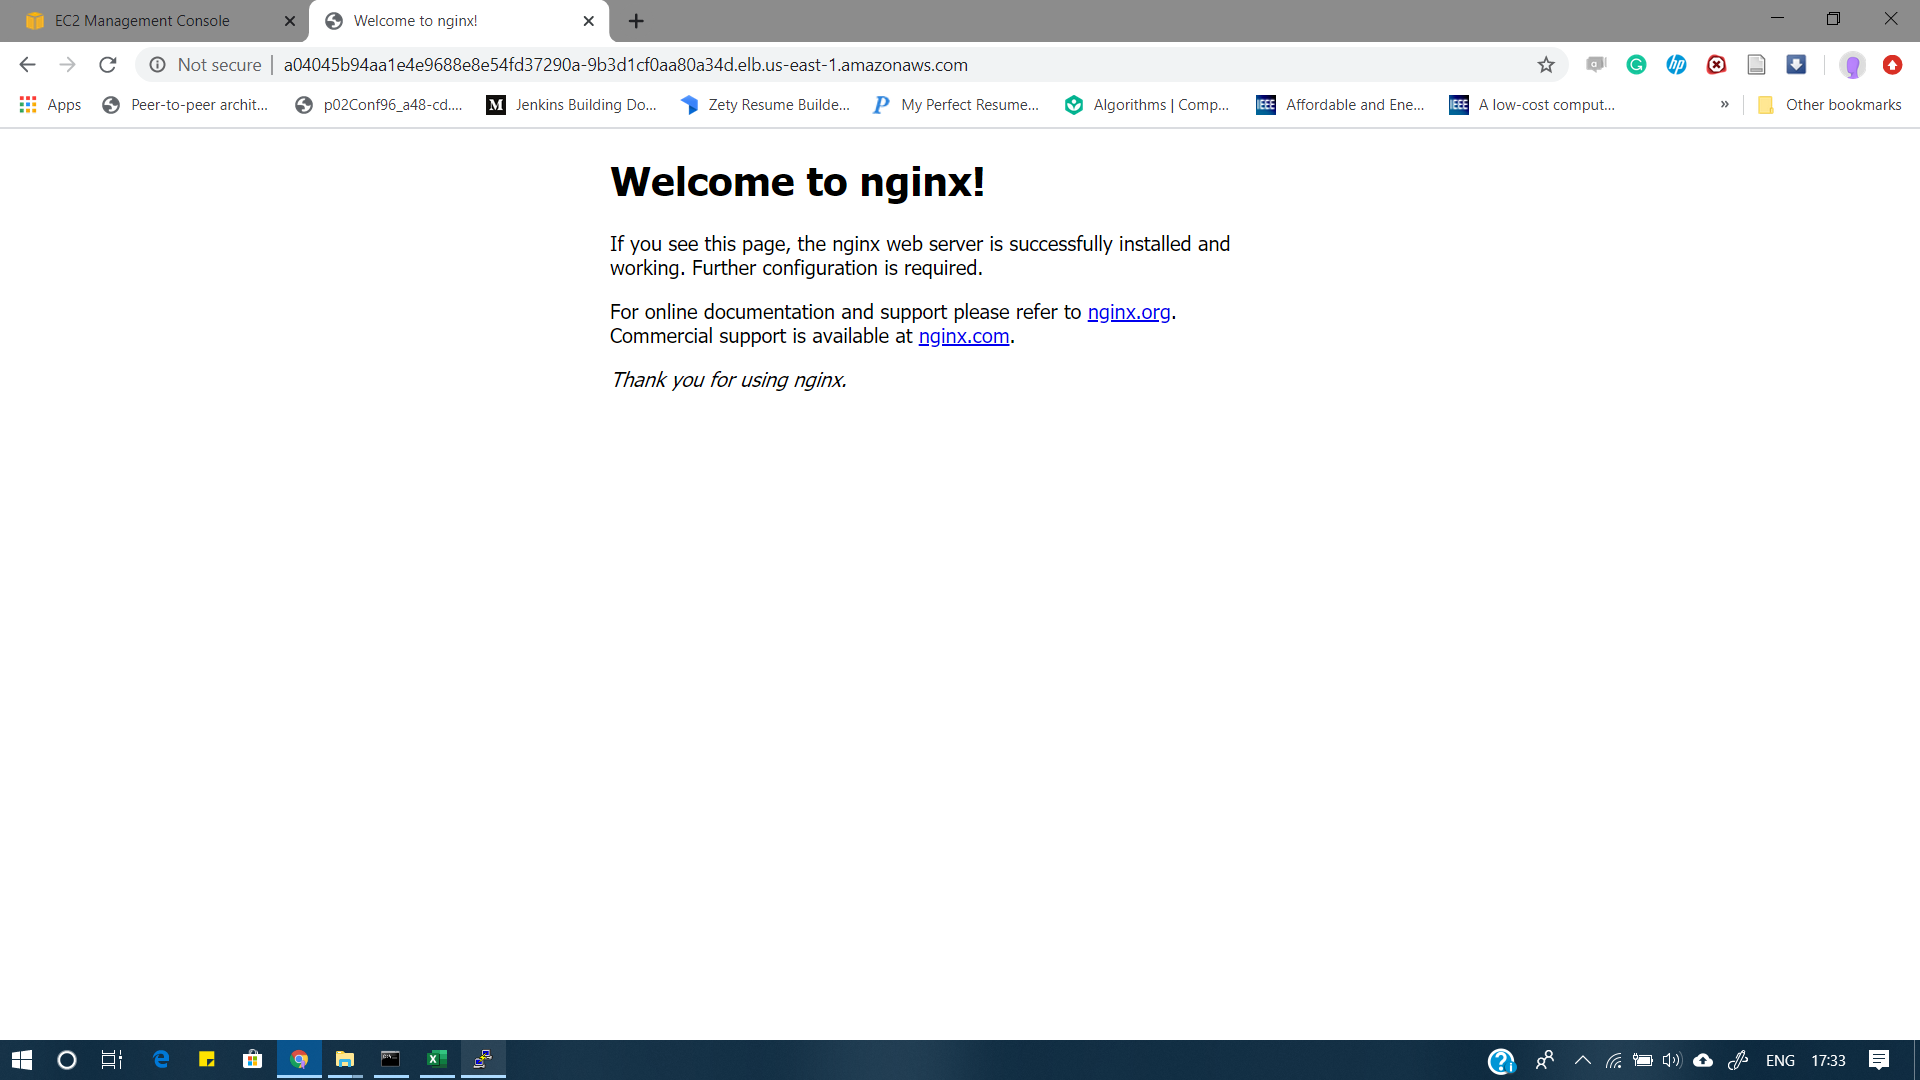 EC2 Management Console
Welcome to nginx!
Not secure
a04045b94aa1e4e9688e8e54fd37290a-9b3d1cf0aa80a34d.elb.us-east-1.amazonaws.com
Apps
Peer-to-peer archit...
p02Conf96_a48-cd....
M Jenkins Building Do...
Zety Resume Builde...
P My Perfect Resume...
Algorithms | Comp...
IEEE Affordable and Ene...
IEEE A low-cost comput...
»
Other bookmarks
Welcome to nginx!
If you see this page, the nginx web server is successfully installed and
working. Further configuration is required.
For online documentation and support please refer to nginx.org.
Commercial support is available at nginx.com.
Thank you for using nginx.
ENG
17:33